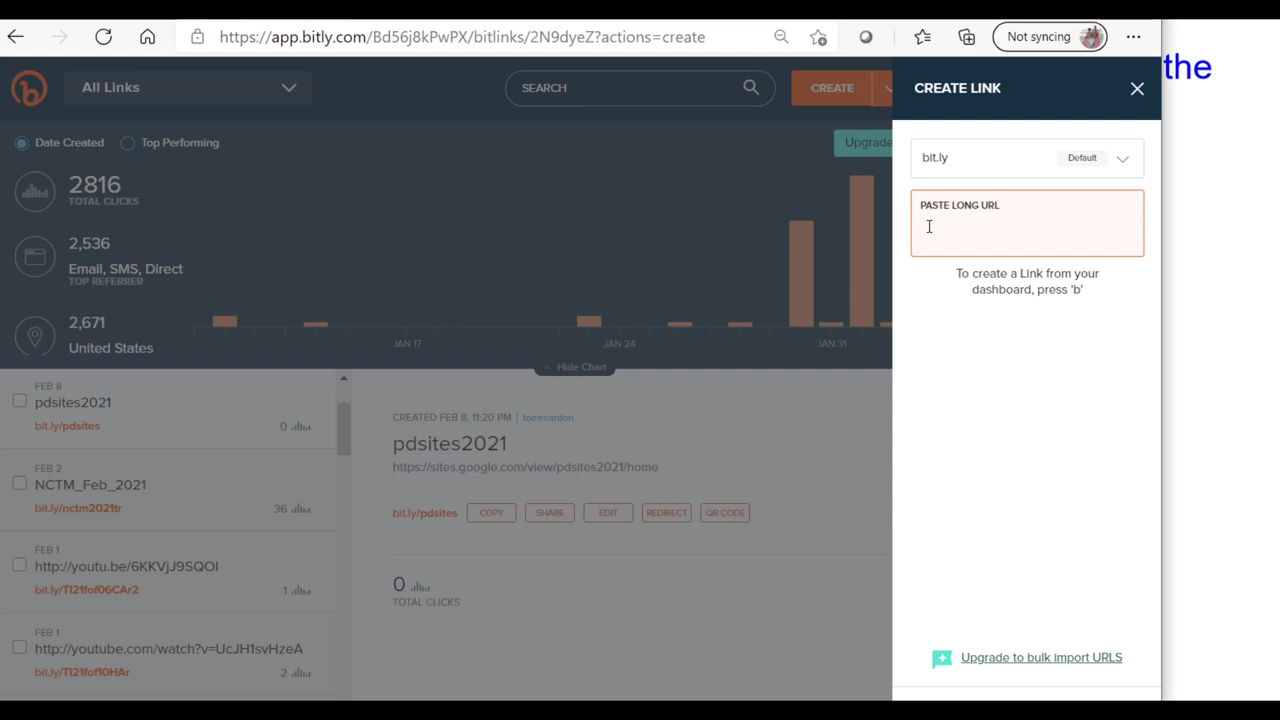 https://app.bitly.com/Bd56j8kPwPX/bitlinks/2N9dyeZ?actions=create
Not syncing
the
All Links
SEARCH
CREATE
CREATE LINK
Date Created
Top Performing
Upgrade
2816
TOTAL CLICKS
2,536
Email, SMS, Direct
TOP REFERRER
2,671
United States
JAN 17
JAN 24
JAN 31
Hide Chart
bit.ly
Default
PASTE LONG URL
To create a Link from your
dashboard, press 'b'
FEB 8
pdsites2021
bit.ly/pdsites
0
FEB 2
NCTM_Feb_2021
bit.ly/nctm2021tr
36
FEB 1
http://youtu.be/6KKVjJ9SQOI
bit.ly/TI21fof06CAr2
1
FEB 1
http://youtube.com/watch?v=UcJH1svHzeA
bit.ly/TI21fof10HAr
2
CREATED FEB 8, 11:20 PM | tomreardon
pdsites2021
https://sites.google.com/view/pdsites2021/home
bit.ly/pdsites
COPY
SHARE
EDIT
REDIRECT
QR CODE
0
TOTAL CLICKS
Upgrade to bulk import URLS